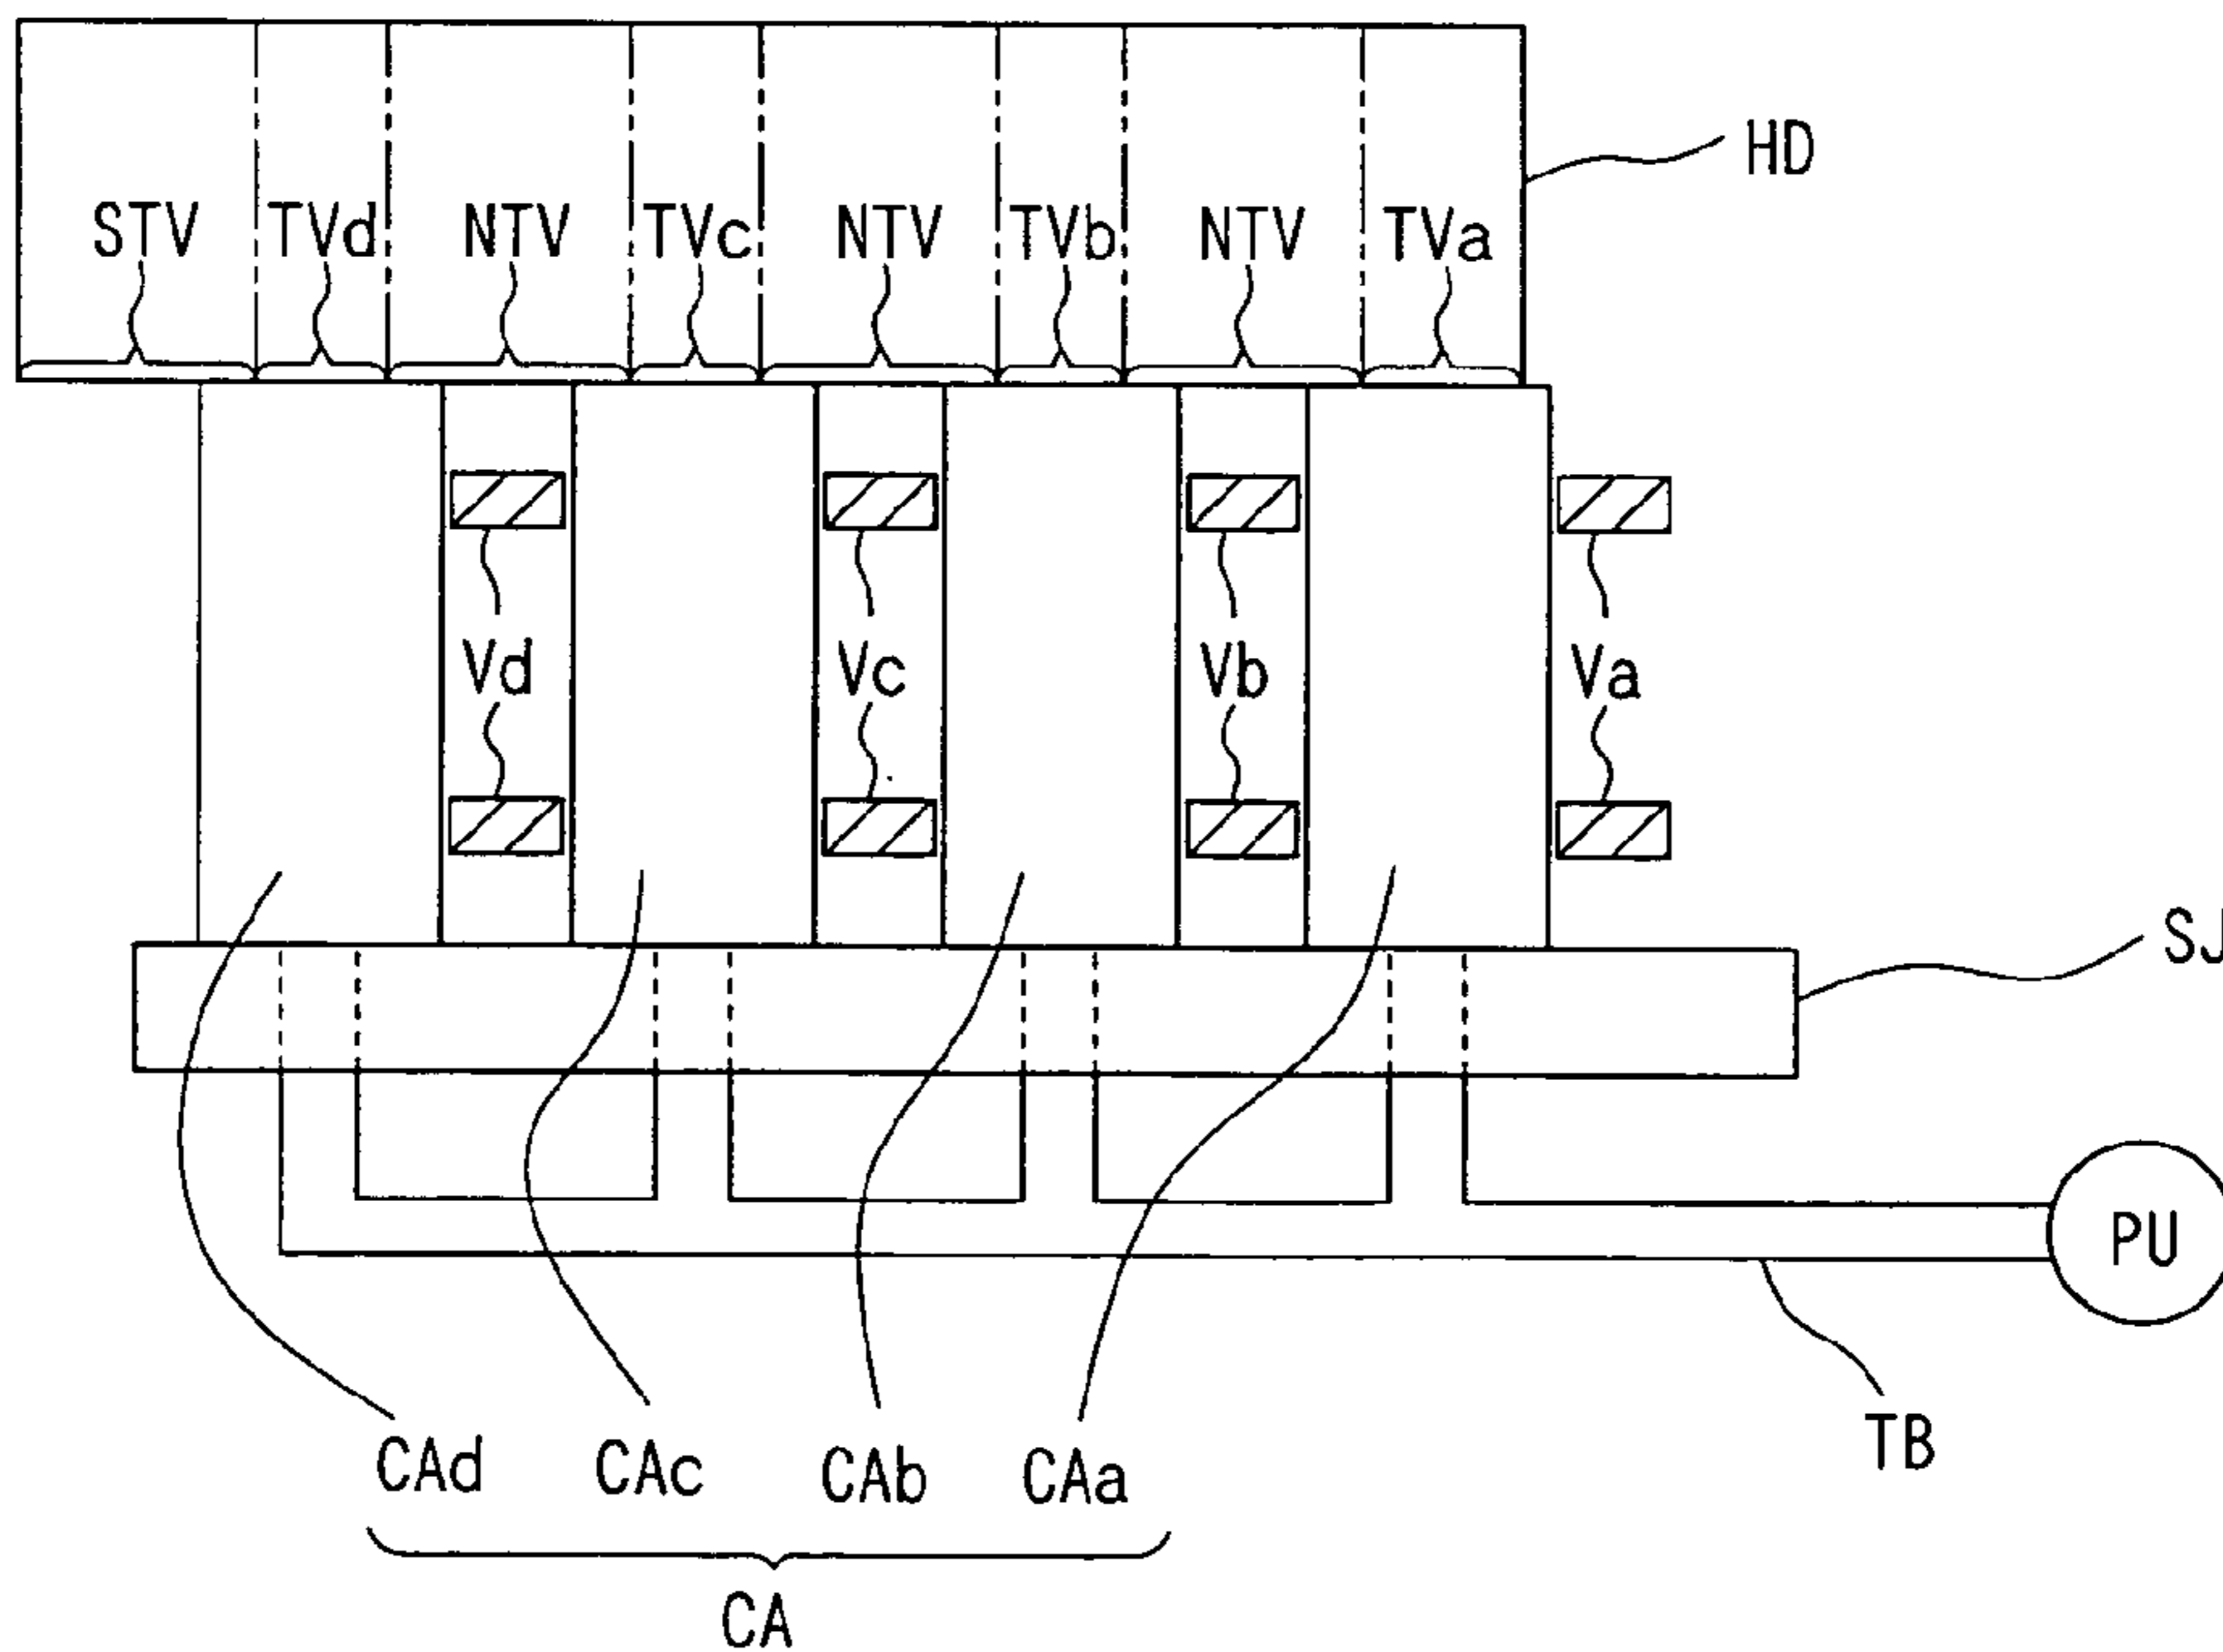 HD
STV TVd NTV TVc NTV TVb NTV TVa
Vd Vc Vb Va
SJ
PU
TB
CAd CAc CAb CAa
CA